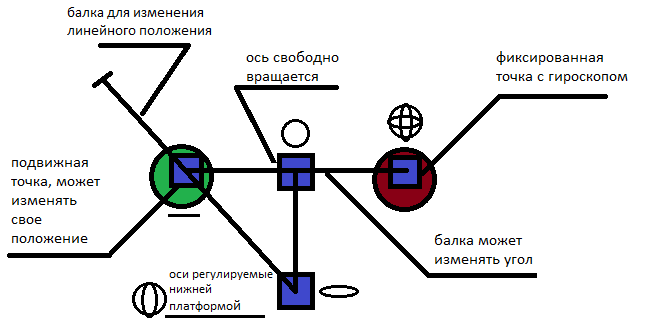 балка для изменения
линейного положения
ось свободно
вращается
фиксированная
точка с гироскопом
подвижная
точка, может
изменять
свое
положение
балка может
изменять угол
оси регулируемые
нижней
платформой